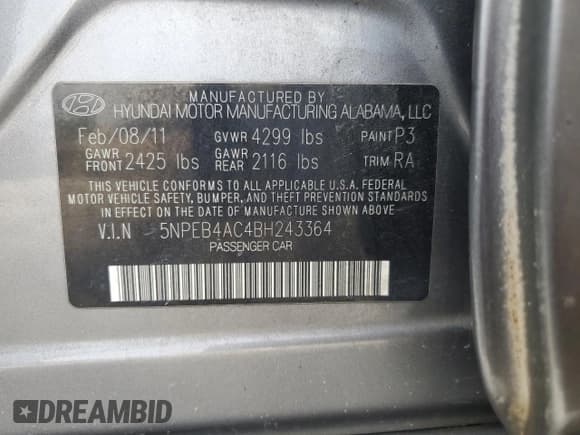 MANUFACTURED BY
HYUNDAI MOTOR MANUFACTURING ALABAMA, LLC
Feb/08/11 GVWR 4299 lbs PAINT P3
GAWR FRONT 2425 lbs GAWR REAR 2116 lbs TRIM RA
THIS VEHICLE CONFORMS TO ALL APPLICABLE U.S.A. FEDERAL
MOTOR VEHICLE SAFETY, BUMPER, AND THEFT PREVENTION STANDARDS
IN EFFECT ON THE DATE OF MANUFACTURE SHOWN ABOVE.
V.I.N 5NPEB4AC4BH243364
PASSENGER CAR
DREAMBID